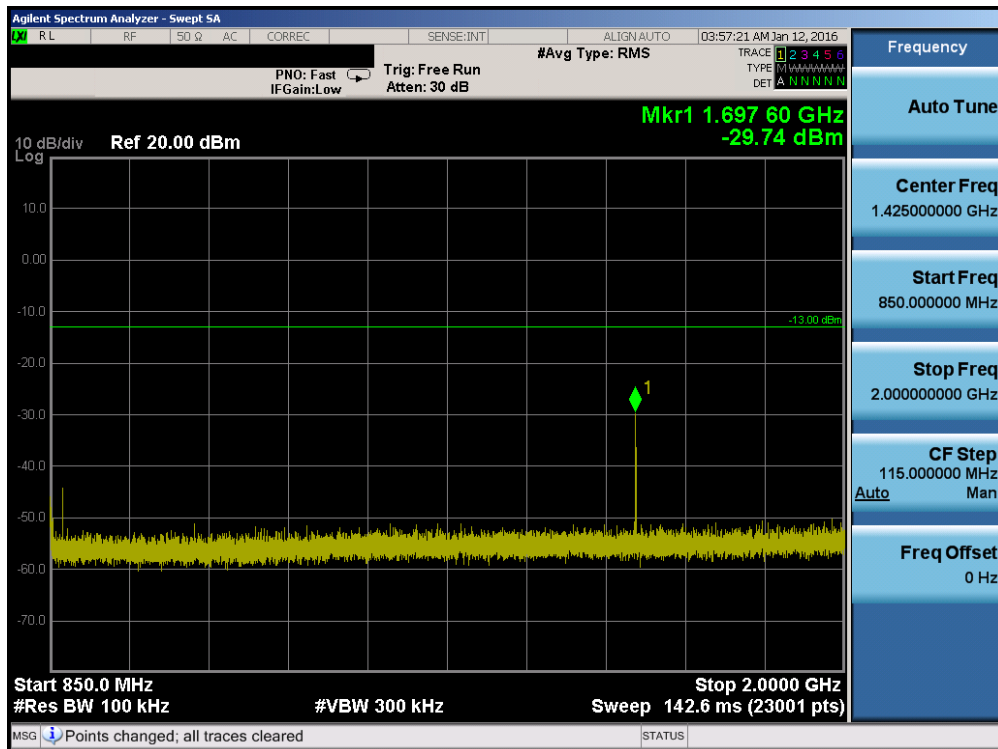 Agilent Spectrum Analyzer - Swept SA
LXI RL RF 50 Ω AC CORREC SENSE:INT ALIGN AUTO 03:57:21 AM Jan 12, 2016
#Avg Type: RMS
TRACE 1 2 3 4 5 6
TYPE M WWWWW
DET A N N N N N
PNO: Fast Trig: Free Run
IFGain:Low Atten: 30 dB
Mkr1 1.697 60 GHz
-29.74 dBm
10 dB/div Ref 20.00 dBm
Log
10.0
0.00
-10.0
-13.00 dBm
-20.0
1
-30.0
-40.0
-50.0
-60.0
-70.0
Start 850.0 MHz Stop 2.0000 GHz
#Res BW 100 kHz #VBW 300 kHz Sweep 142.6 ms (23001 pts)
MSG Points changed; all traces cleared STATUS
Frequency
Auto Tune
Center Freq
1.425000000 GHz
Start Freq
850.000000 MHz
Stop Freq
2.000000000 GHz
CF Step
115.000000 MHz
Auto Man
Freq Offset
0 Hz